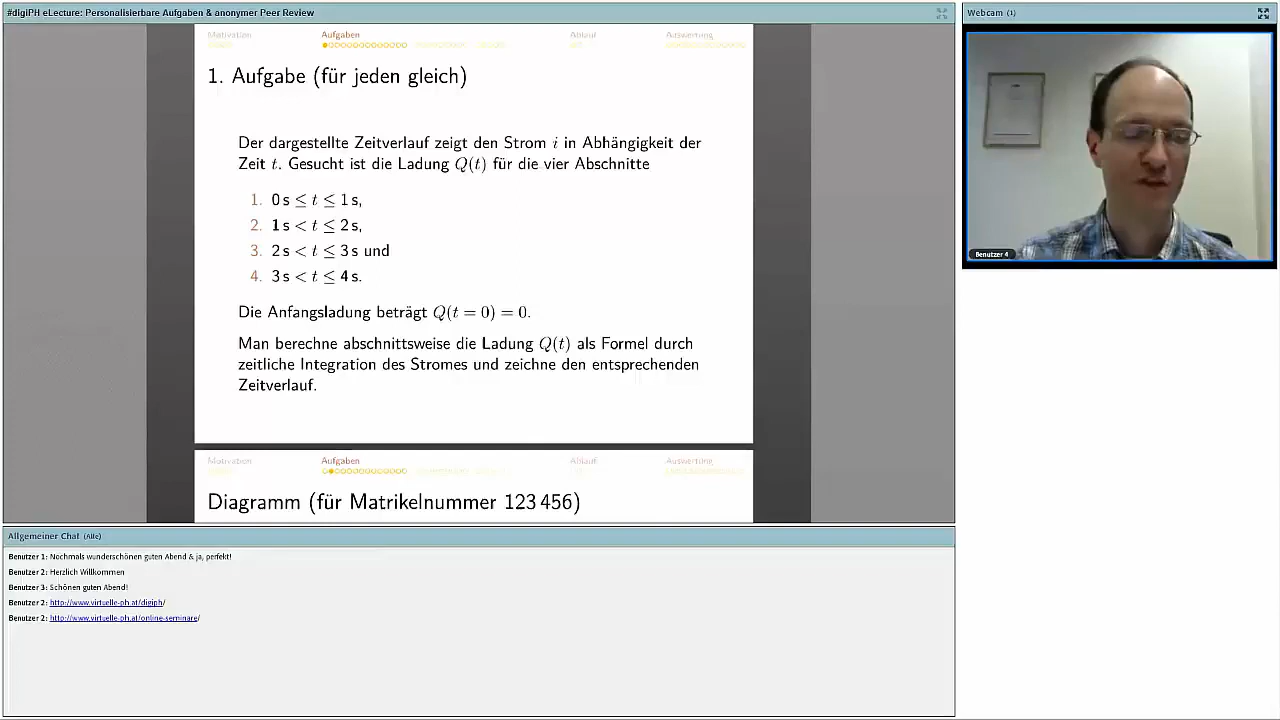 #digiPH eLecture: Personalisierbare Aufgaben & anonymer Peer Review
Webcam (1)
Motivation Aufgaben Ablauf Auswertung
1. Aufgabe (für jeden gleich)
Der dargestellte Zeitverlauf zeigt den Strom i in Abhängigkeit der
Zeit t. Gesucht ist die Ladung Q(t) für die vier Abschnitte
1. 0 s ≤ t ≤ 1 s,
2. 1 s < t ≤ 2 s,
3. 2 s < t ≤ 3 s und
4. 3 s < t ≤ 4 s.
Die Anfangsladung beträgt Q(t = 0) = 0.
Man berechne abschnittsweise die Ladung Q(t) als Formel durch
zeitliche Integration des Stromes und zeichne den entsprechenden
Zeitverlauf.
Motivation Aufgaben Ablauf Auswertung
Diagramm (für Matrikelnummer 123 456)
Benutzer 4
Allgemeiner Chat (Alle)
Benutzer 1: Nochmals wunderschönen guten Abend & ja, perfekt!
Benutzer 2: Herzlich Willkommen
Benutzer 3: Schönen guten Abend!
Benutzer 2: http://www.virtuelle-ph.at/digiph/
Benutzer 2: http://www.virtuelle-ph.at/online-seminare/